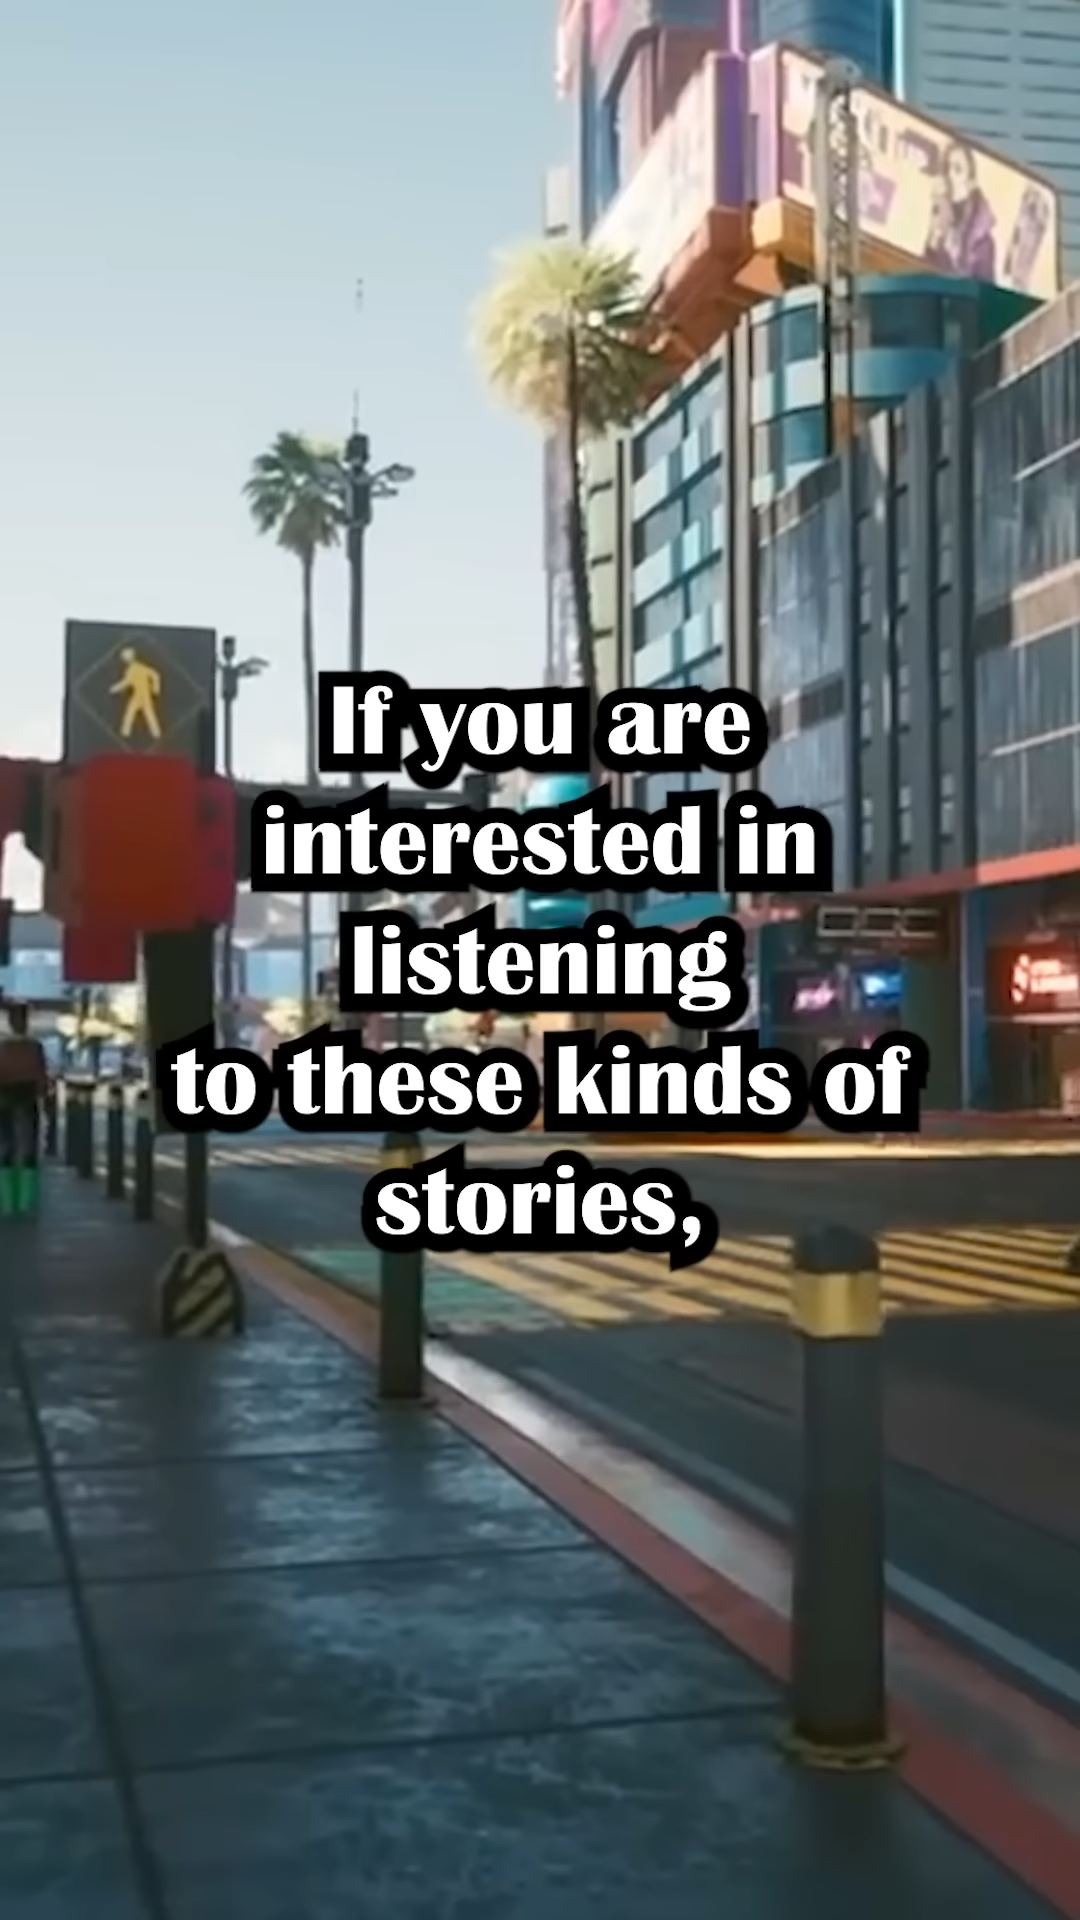 If you are
interested in
listening
to these kinds of
stories,